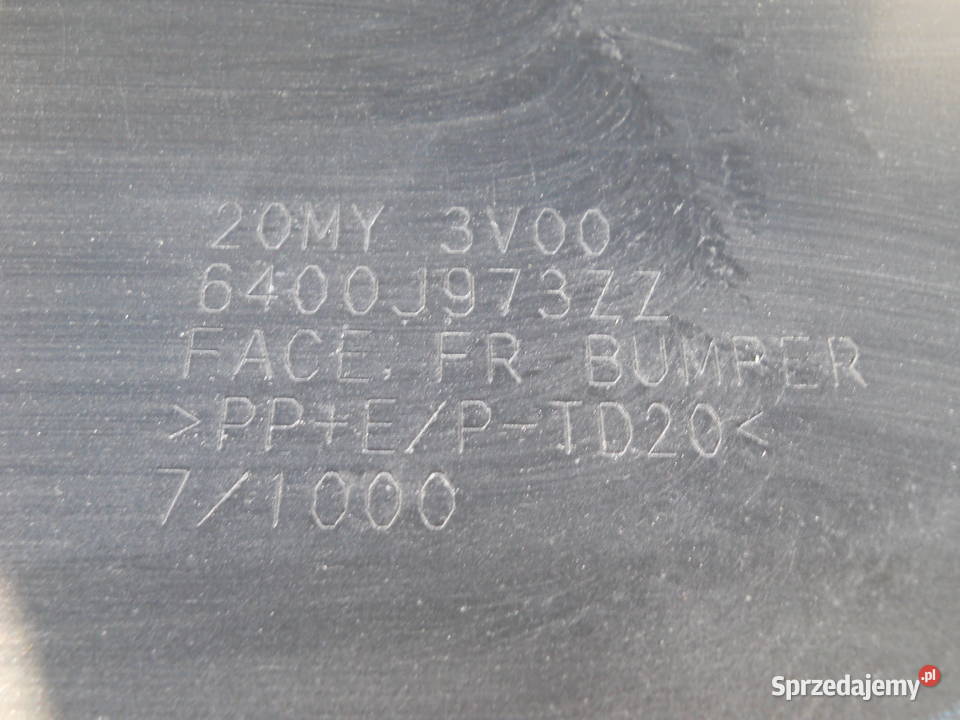 20MY 3V00
6400J973ZZ
FACE, FR BUMPER
>PP+E/P-TD20<
7/1000
Sprzedajemy.pl